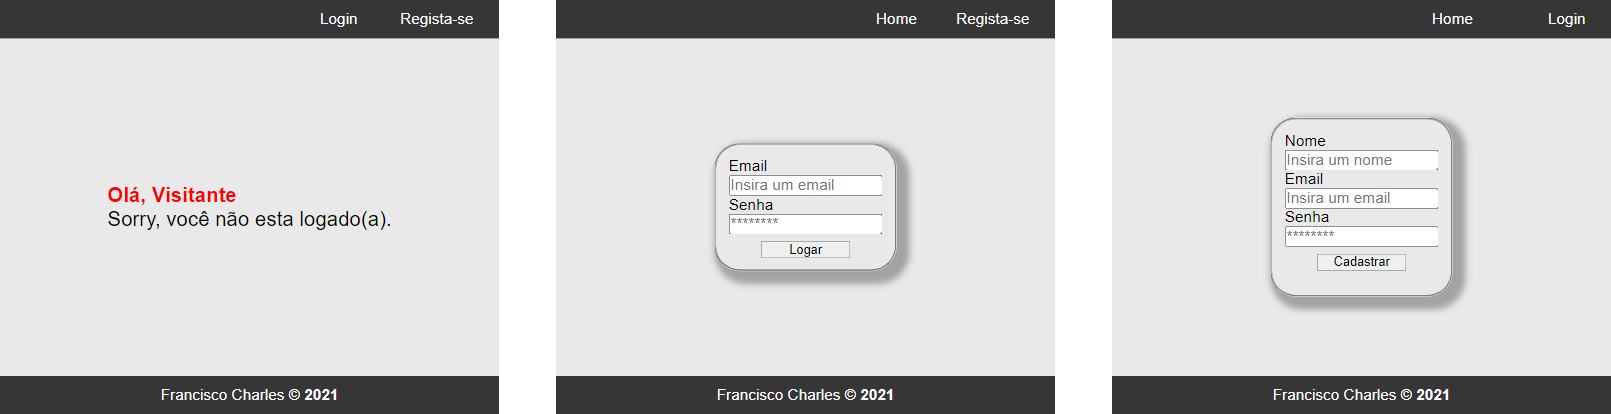 Login Regista-se
Olá, Visitante
Sorry, você não esta logado(a).
Francisco Charles © 2021
Home Regista-se
Email
Insira um email
Senha
********
Logar
Francisco Charles © 2021
Home Login
Nome
Insira um nome
Email
Insira um email
Senha
********
Cadastrar
Francisco Charles © 2021